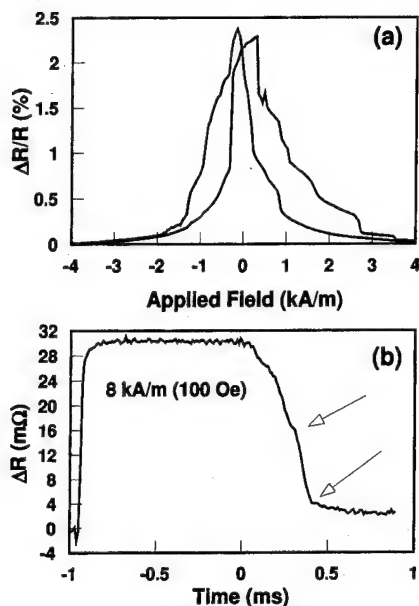 (a)
ΔR/R (%)
2.5
2
1.5
1
0.5
0
-4 -3 -2 -1 0 1 2 3 4
Applied Field (kA/m)
(b)
ΔR (mΩ)
32
28
24
20
16
12
8
4
0
-4
8 kA/m (100 Oe)
-1 -0.5 0 0.5 1
Time (ms)